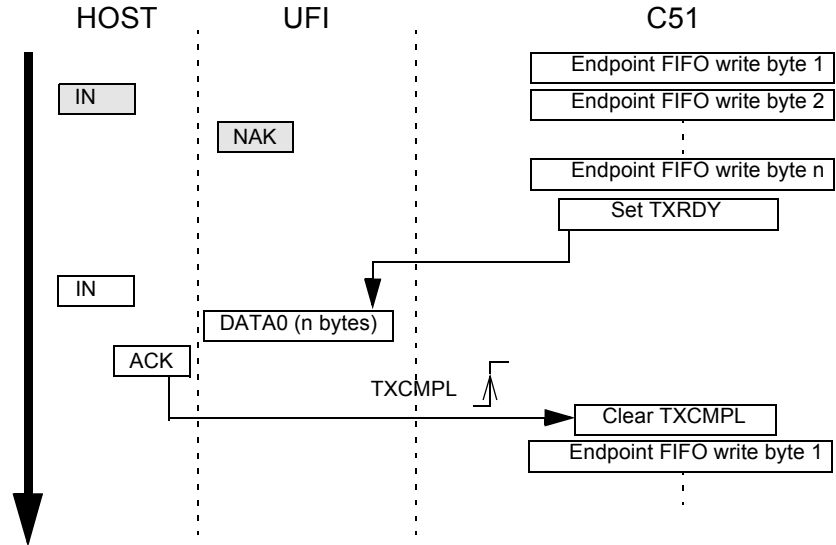 HOST
UFI
C51
Endpoint FIFO write byte 1
IN
Endpoint FIFO write byte 2
NAK
Endpoint FIFO write byte n
Set TXRDY
IN
DATA0 (n bytes)
ACK
TXCMPL
Clear TXCMPL
Endpoint FIFO write byte 1